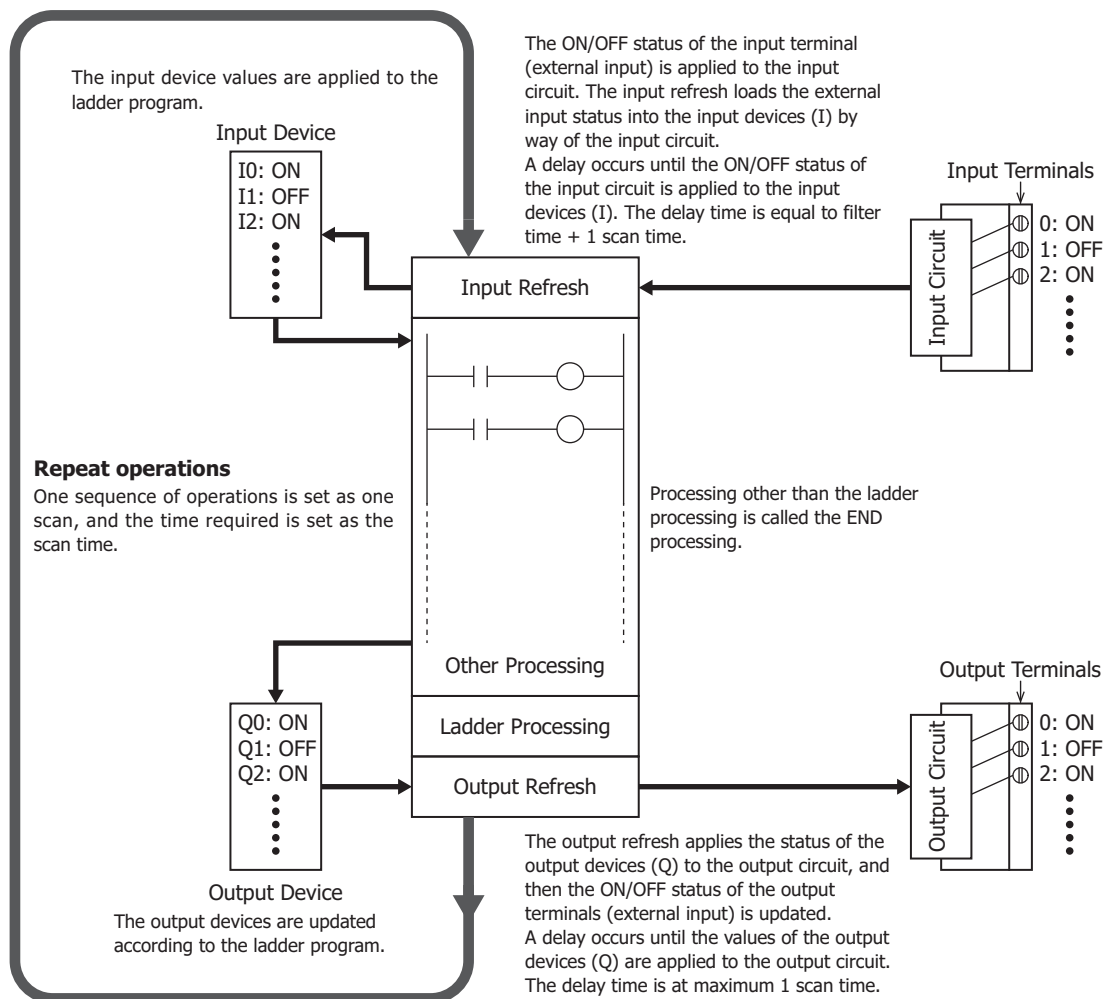 The input device values are applied to the
ladder program.
Input Device
I0: ON
I1: OFF
I2: ON
The ON/OFF status of the input terminal
(external input) is applied to the input
circuit. The input refresh loads the external
input status into the input devices (I) by
way of the input circuit.
A delay occurs until the ON/OFF status of
the input circuit is applied to the input
devices (I). The delay time is equal to filter
time + 1 scan time.
Input Terminals
Input Circuit
0: ON
1: OFF
2: ON
Input Refresh
Repeat operations
One sequence of operations is set as one
scan, and the time required is set as the
scan time.
Processing other than the ladder
processing is called the END
processing.
Other Processing
Ladder Processing
Output Refresh
Q0: ON
Q1: OFF
Q2: ON
Output Device
The output devices are updated
according to the ladder program.
Output Terminals
Output Circuit
0: ON
1: OFF
2: ON
The output refresh applies the status of the
output devices (Q) to the output circuit, and
then the ON/OFF status of the output
terminals (external input) is updated.
A delay occurs until the values of the output
devices (Q) are applied to the output circuit.
The delay time is at maximum 1 scan time.